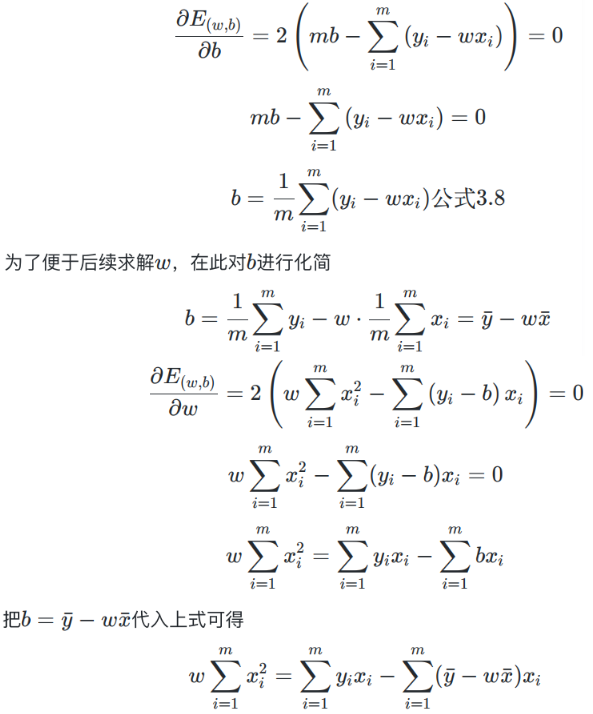 $$\frac{\partial E_{(w,b)}}{\partial b} = 2\left(mb - \sum_{i=1}^{m}(y_i - wx_i)\right) = 0$$
$$mb - \sum_{i=1}^{m}(y_i - wx_i) = 0$$
$$b = \frac{1}{m}\sum_{i=1}^{m}(y_i - wx_i)\text{公式3.8}$$
为了便于后续求解$w$，在此对$b$进行化简
$$b = \frac{1}{m}\sum_{i=1}^{m}y_i - w \cdot \frac{1}{m}\sum_{i=1}^{m}x_i = \bar{y} - w\bar{x}$$
$$\frac{\partial E_{(w,b)}}{\partial w} = 2\left(w\sum_{i=1}^{m}x_i^2 - \sum_{i=1}^{m}(y_i - b)x_i\right) = 0$$
$$w\sum_{i=1}^{m}x_i^2 - \sum_{i=1}^{m}(y_i - b)x_i = 0$$
$$w\sum_{i=1}^{m}x_i^2 = \sum_{i=1}^{m}y_ix_i - \sum_{i=1}^{m}bx_i$$
把$b = \bar{y} - w\bar{x}$代入上式可得
$$w\sum_{i=1}^{m}x_i^2 = \sum_{i=1}^{m}y_ix_i - \sum_{i=1}^{m}(\bar{y} - w\bar{x})x_i$$